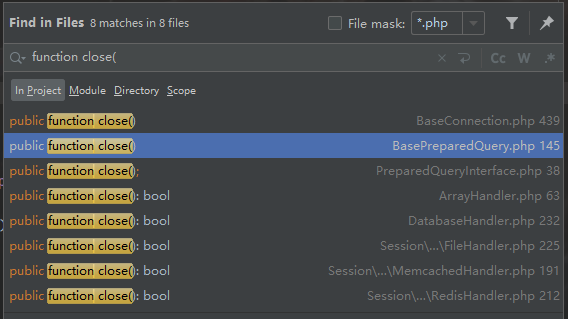 Find in Files 8 matches in 8 files File mask: *.php
function close( Cc W .*
In Project Module Directory Scope
public function close() BaseConnection.php 439
public function close() BasePreparedQuery.php 145
public function close(); PreparedQueryInterface.php 38
public function close(): bool ArrayHandler.php 63
public function close(): bool DatabaseHandler.php 232
public function close(): bool Session\...\FileHandler.php 225
public function close(): bool Session\...\MemcachedHandler.php 191
public function close(): bool Session\...\RedisHandler.php 212